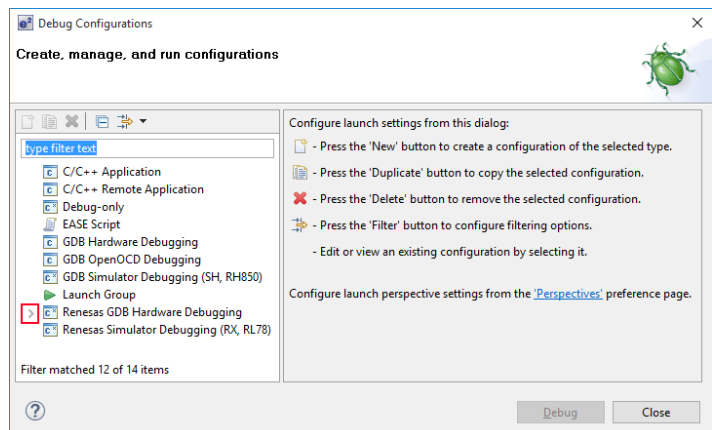 e² Debug Configurations
Create, manage, and run configurations
type filter text
C/C++ Application
C/C++ Remote Application
Debug-only
EASE Script
GDB Hardware Debugging
GDB OpenOCD Debugging
GDB Simulator Debugging (SH, RH850)
Launch Group
Renesas GDB Hardware Debugging
Renesas Simulator Debugging (RX, RL78)
Filter matched 12 of 14 items
Configure launch settings from this dialog:
- Press the 'New' button to create a configuration of the selected type.
- Press the 'Duplicate' button to copy the selected configuration.
- Press the 'Delete' button to remove the selected configuration.
- Press the 'Filter' button to configure filtering options.
- Edit or view an existing configuration by selecting it.
Configure launch perspective settings from the 'Perspectives' preference page.
Debug
Close